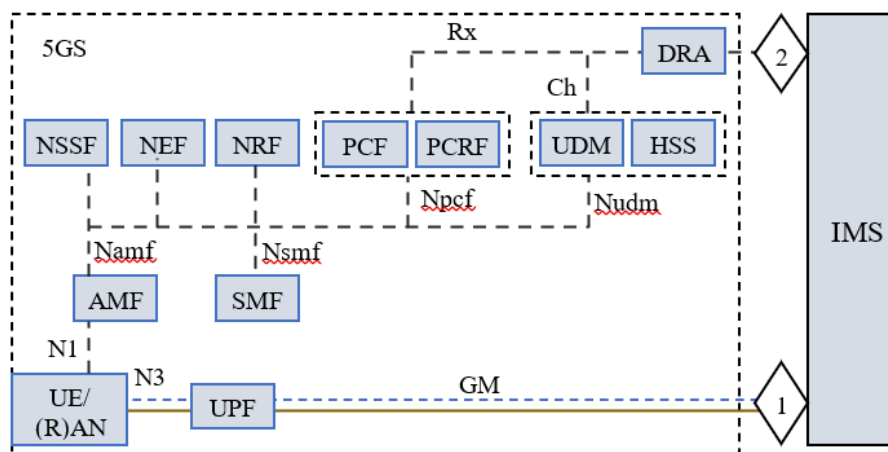 5GS
Rx
DRA
2
Ch
NSSF
NEF
NRF
PCF
PCRF
UDM
HSS
Npcf
Nudm
IMS
Namf
Nsmf
AMF
SMF
N1
N3
GM
UE/
(R)AN
UPF
1